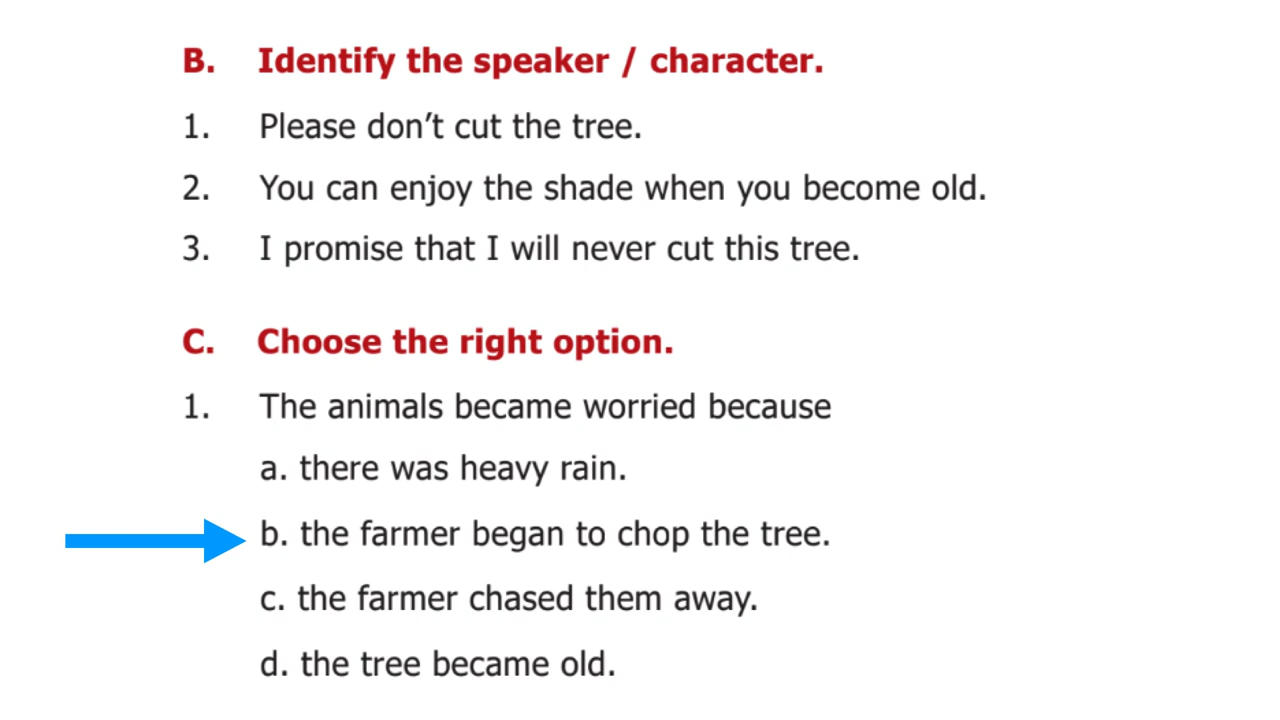 B. Identify the speaker / character.
1. Please don’t cut the tree.
2. You can enjoy the shade when you become old.
3. I promise that I will never cut this tree.
C. Choose the right option.
1. The animals became worried because
a. there was heavy rain.
b. the farmer began to chop the tree.
c. the farmer chased them away.
d. the tree became old.